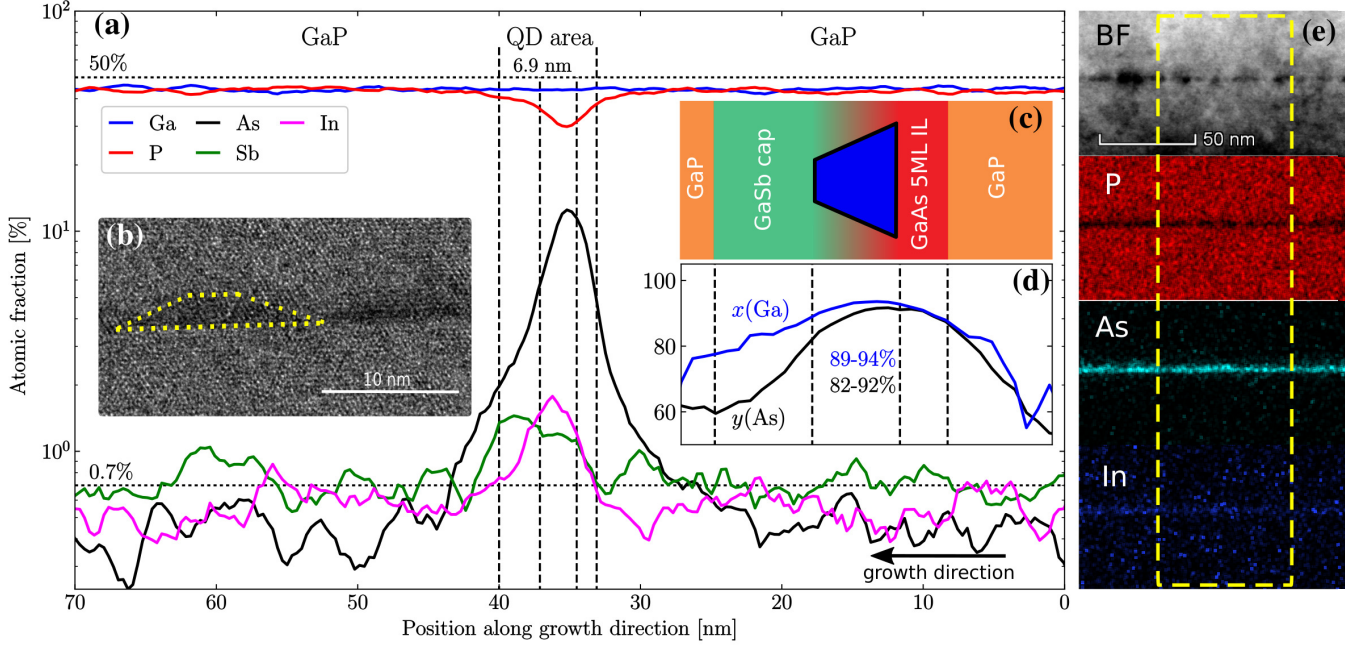 (a)
GaP
QD area
GaP
6.9 nm
50%
Ga
As
In
P
Sb
(b)
10 nm
0.7%
10²
10¹
10⁰
Atomic fraction [%]
70
60
50
40
30
20
10
0
Position along growth direction [nm]
growth direction
(c)
GaP
GaSb cap
GaAs 5ML IL
GaP
(d)
100
80
60
x(Ga)
89-94%
82-92%
y(As)
(e)
BF
50 nm
P
As
In